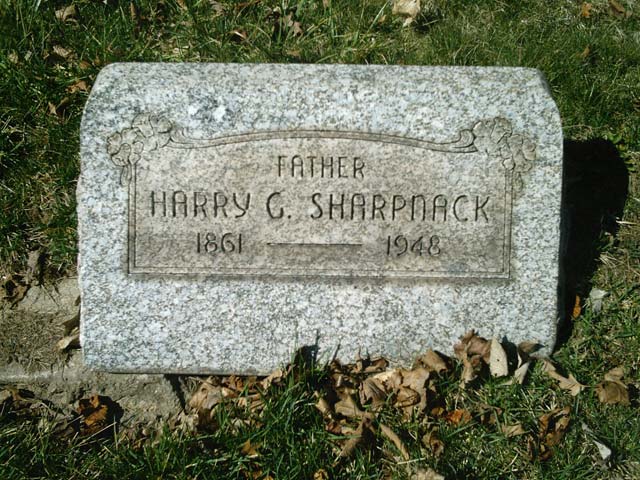 FATHER
HARRY G. SHARPNACK
1861 — 1948